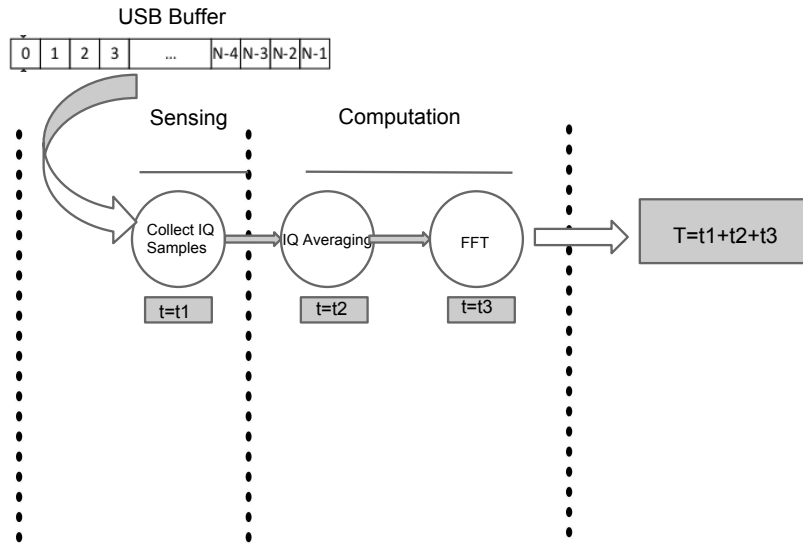 USB Buffer
0 1 2 3 ... N-4 N-3 N-2 N-1
Sensing
Computation
Collect IQ
Samples
IQ Averaging
FFT
T=t1+t2+t3
t=t1
t=t2
t=t3